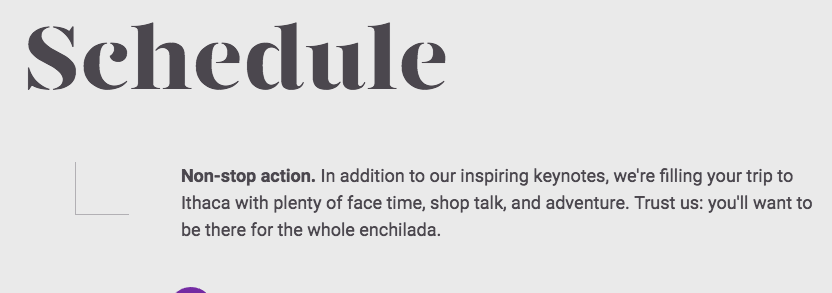 Schedule
Non-stop action. In addition to our inspiring keynotes, we're filling your trip to
Ithaca with plenty of face time, shop talk, and adventure. Trust us: you'll want to
be there for the whole enchilada.